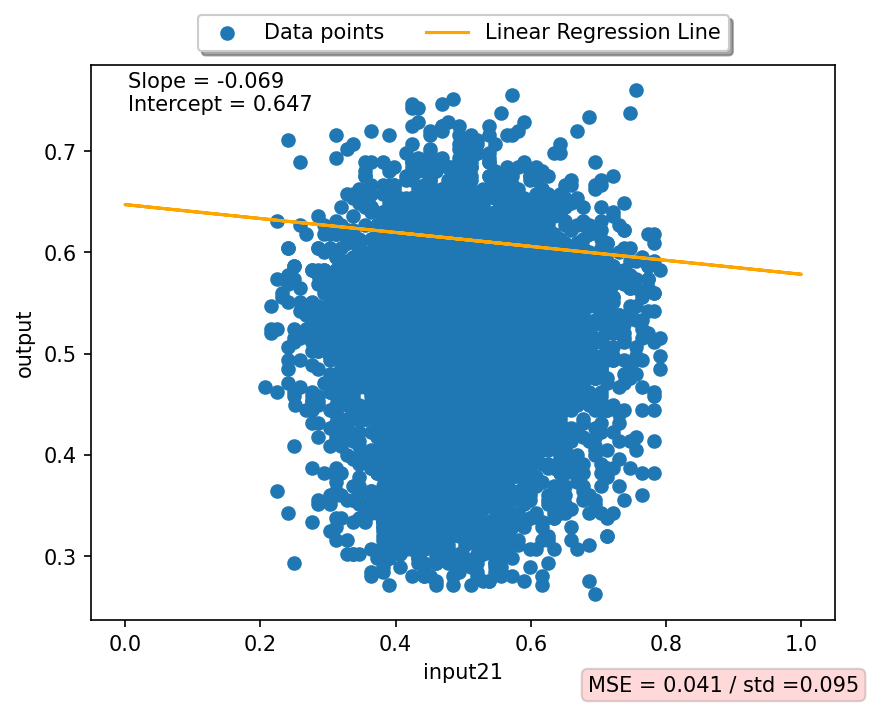 Data points
Linear Regression Line
Slope = -0.069
Intercept = 0.647
output
0.7
0.6
0.5
0.4
0.3
0.0
0.2
0.4
0.6
0.8
1.0
input21
MSE = 0.041 / std =0.095